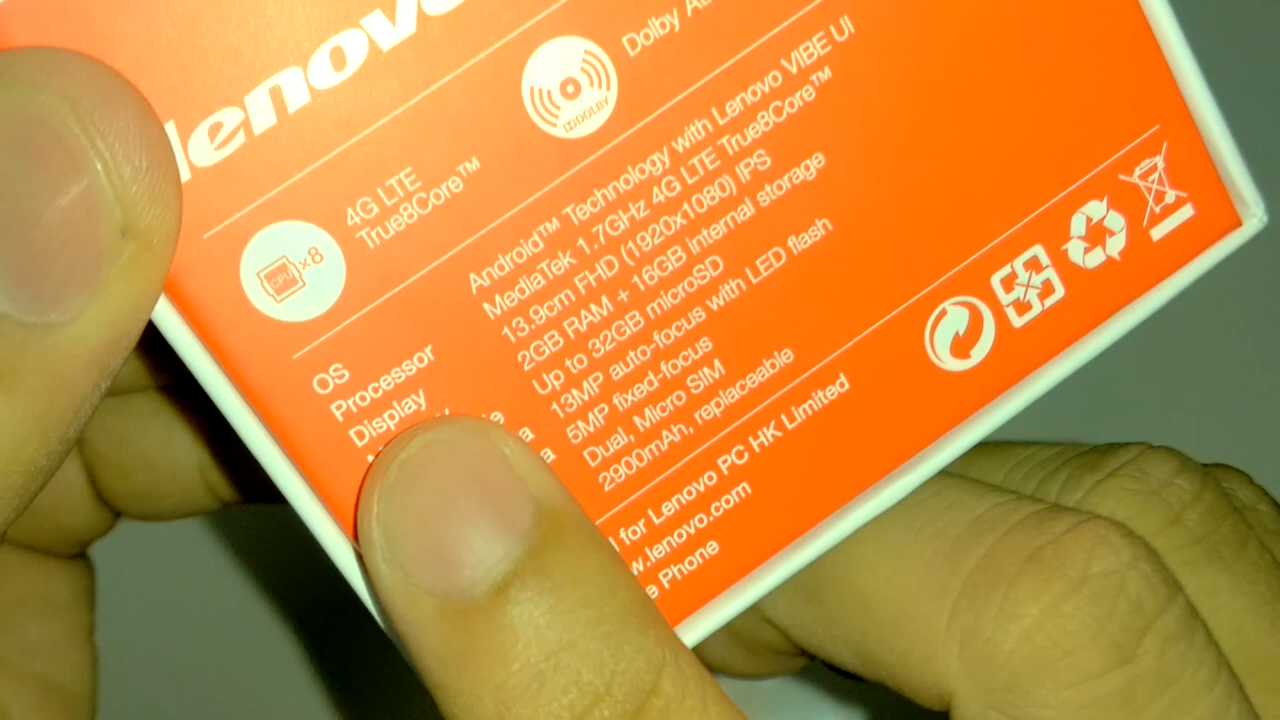 lenovo
4G LTE
True8Core™
DOLBY
Dolby
CPU ×8
OS
Processor
Display
Android™ Technology with Lenovo VIBE UI
MediaTek 1.7GHz 4G LTE True8Core™
13.9cm FHD (1920x1080) IPS
2GB RAM + 16GB internal storage
Up to 32GB microSD
13MP auto-focus with LED flash
5MP fixed-focus
Dual, Micro SIM
2900mAh, replaceable
for Lenovo PC HK Limited
w.lenovo.com
Phone